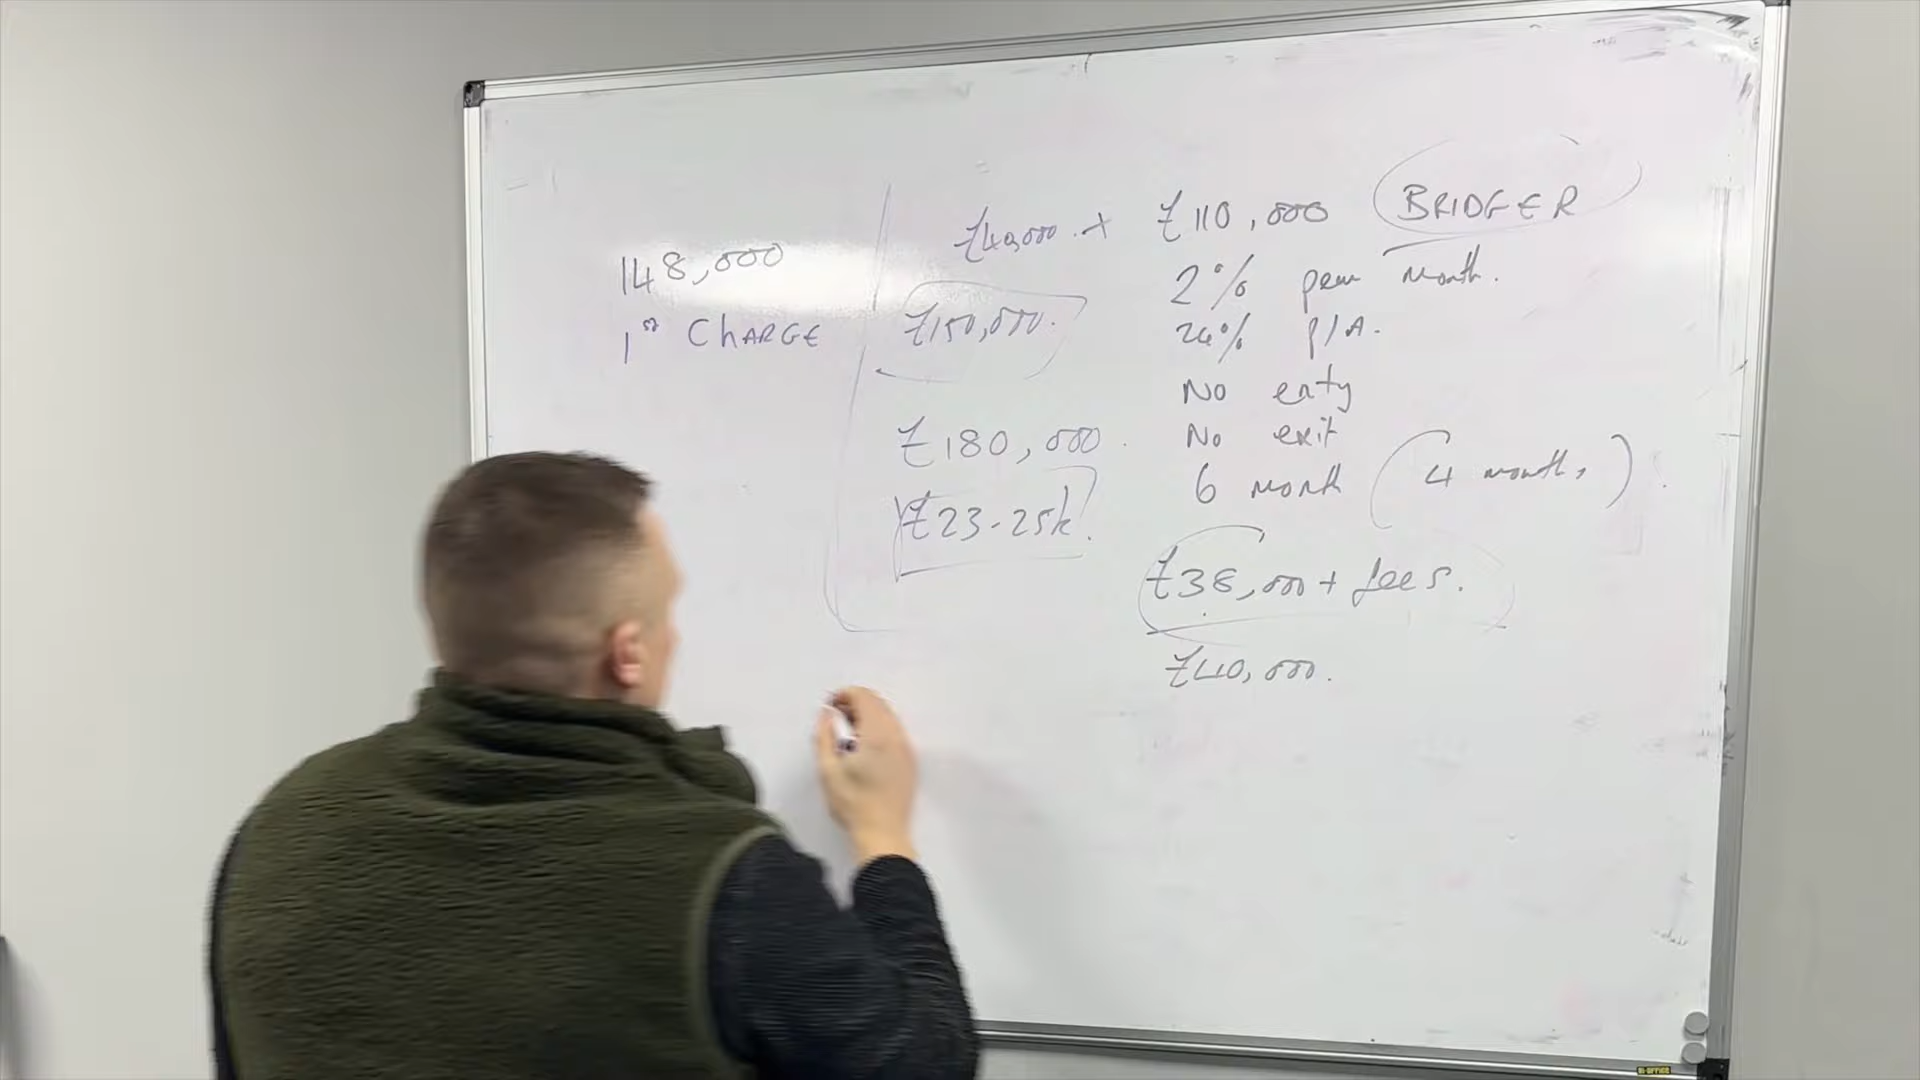 148,000
1st CHARGE
£40,000 + £110,000 BRIDGER
£150,000.
2% per Month.
24% P/A.
No enty
£180,000. No exit
6 month (4 months)
£23-25k.
£38,000 + fees.
£40,000.